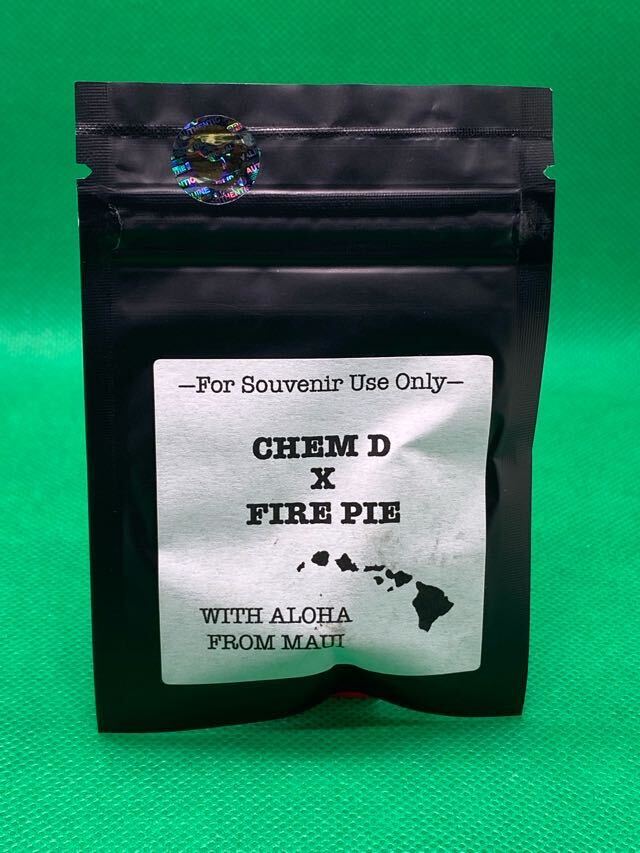 —For Souvenir Use Only—
CHEM D
X
FIRE PIE
WITH ALOHA
FROM MAUI